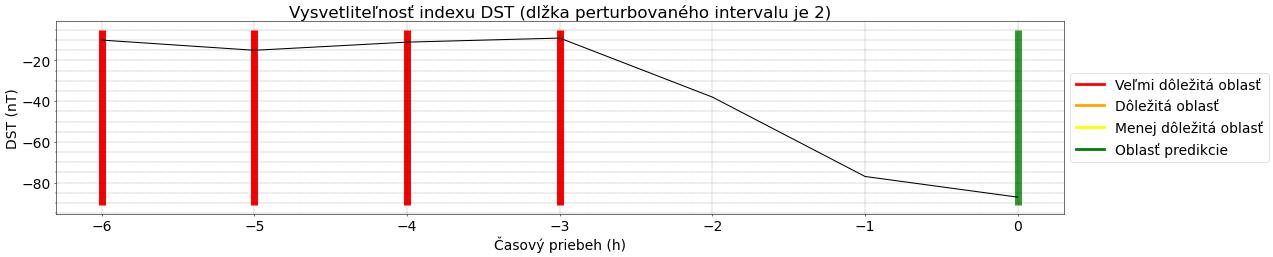 Vysvetliteľnosť indexu DST (dlžka perturbovaného intervalu je 2)
DST (nT)
−20
−40
−60
−80
−6
−5
−4
−3
−2
−1
0
Časový priebeh (h)
Veľmi dôležitá oblasť
Dôležitá oblasť
Menej dôležitá oblasť
Oblasť predikcie